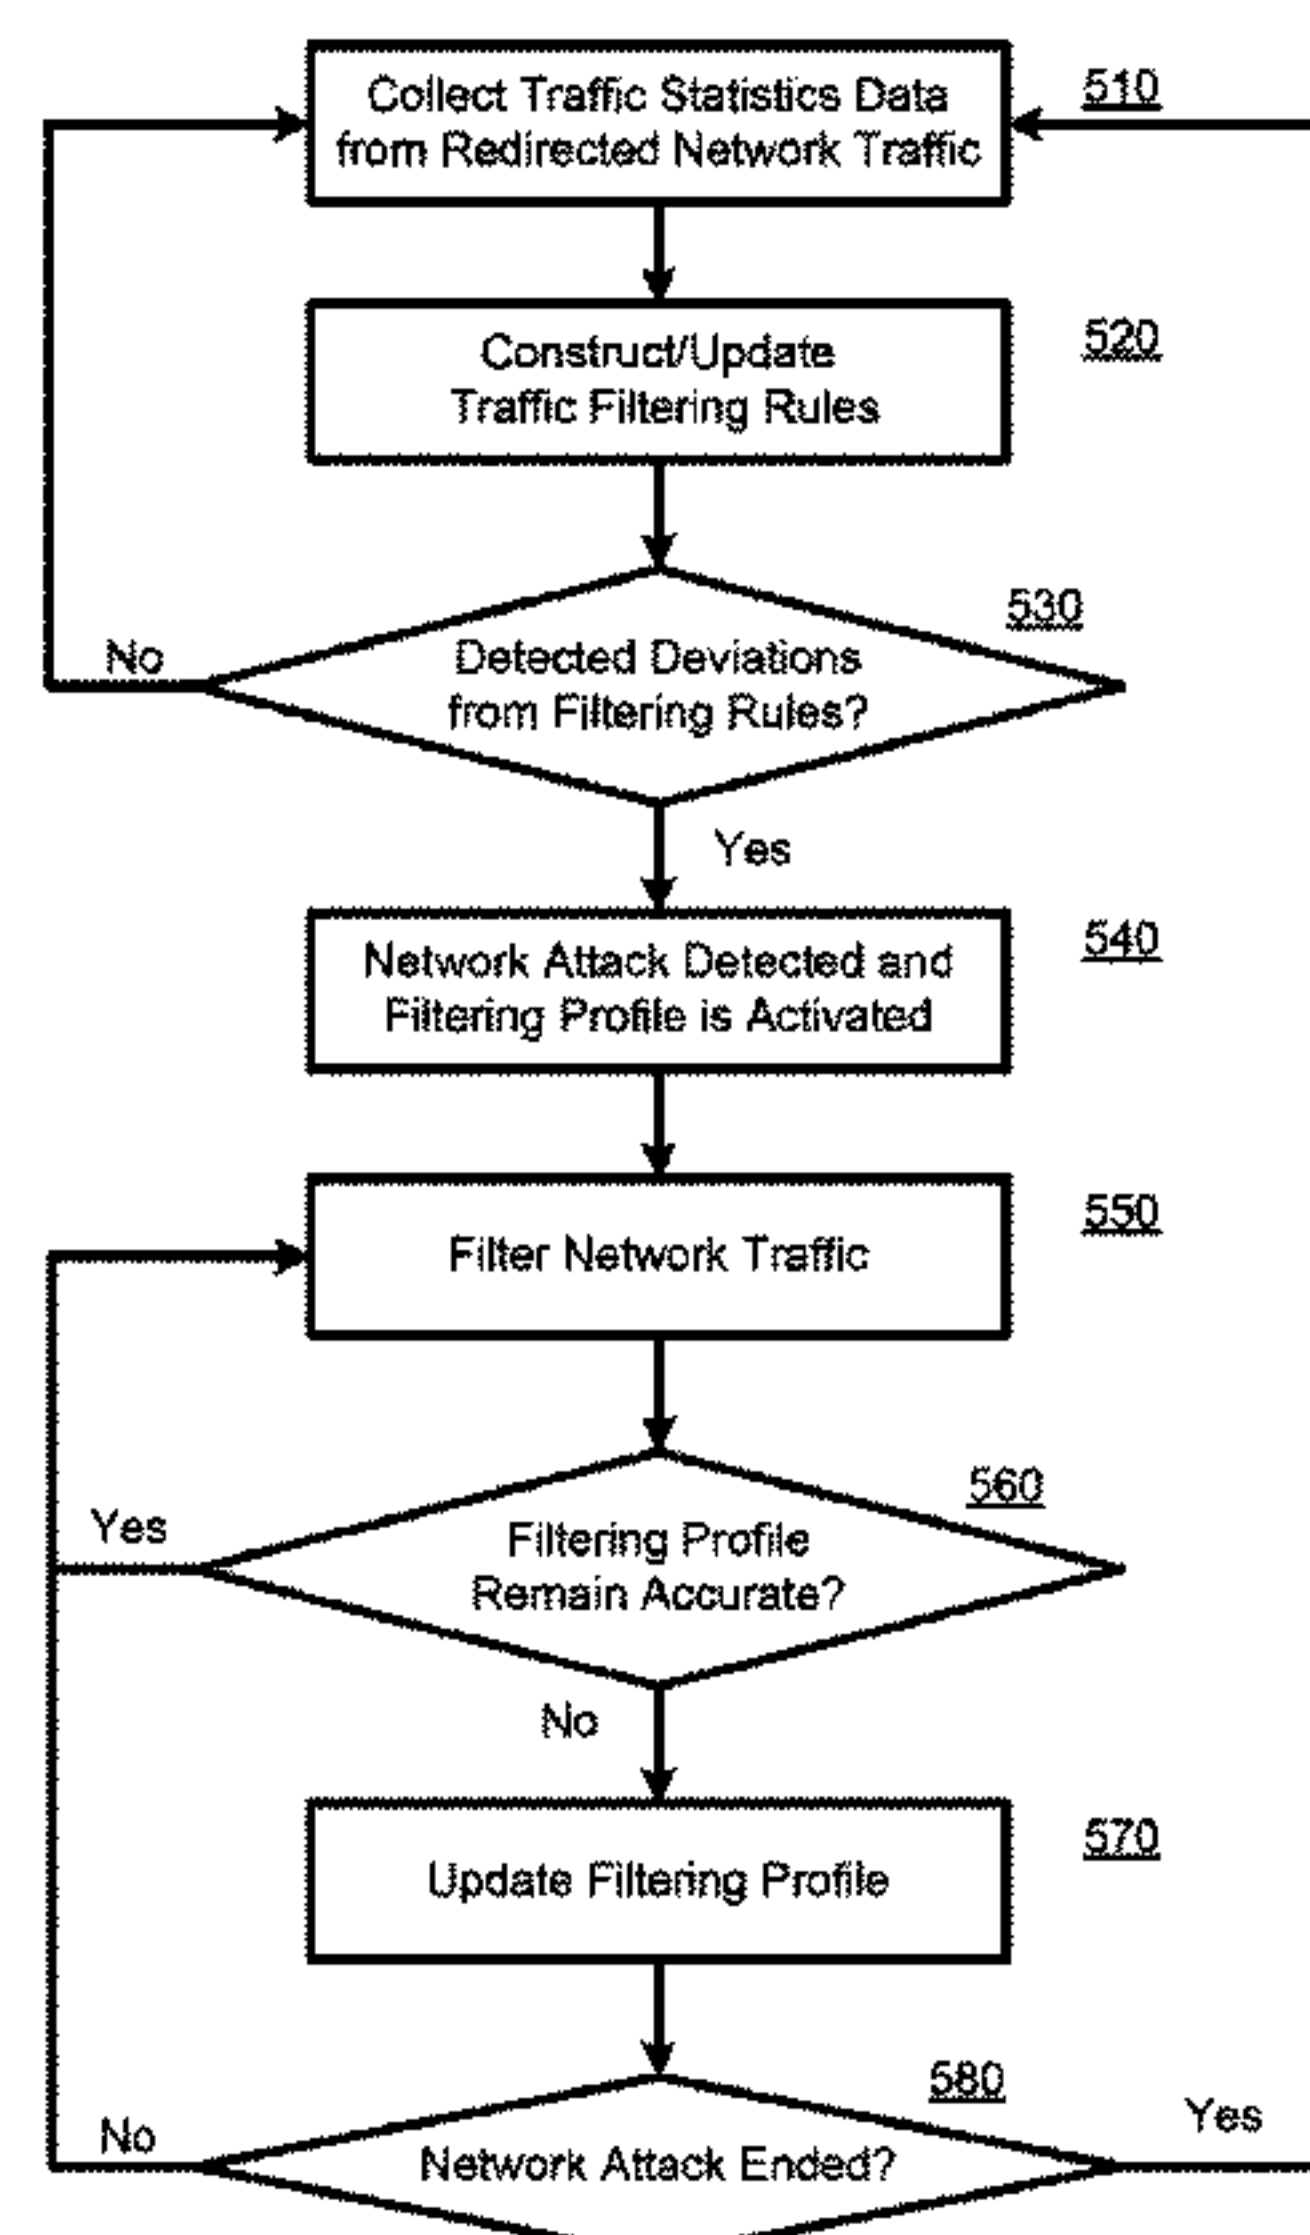 Collect Traffic Statistics Data
from Redirected Network Traffic
510
Construct/Update
Traffic Filtering Rules
520
530
Detected Deviations
from Filtering Rules?
No
Yes
Network Attack Detected and
Filtering Profile is Activated
540
Filter Network Traffic
550
560
Filtering Profile
Remain Accurate?
Yes
No
Update Filtering Profile
570
580
Network Attack Ended?
No
Yes